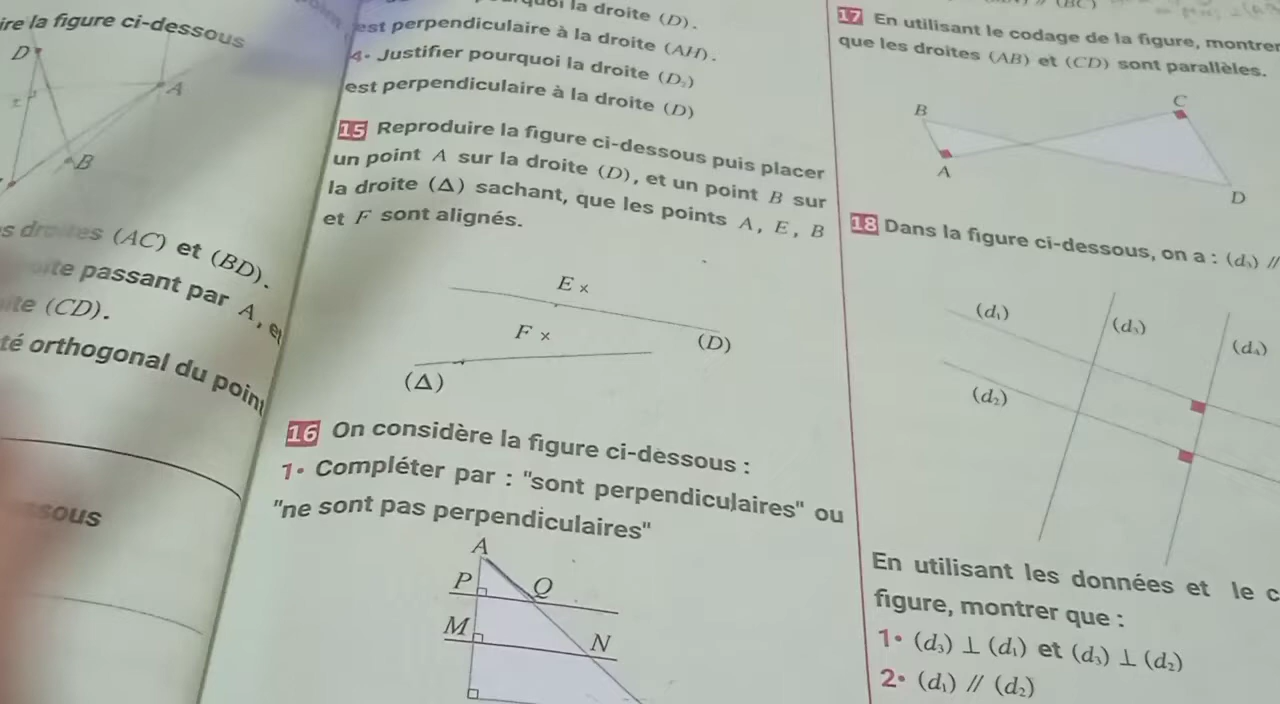 ire la figure ci-dessous
D
A
B
s droites (AC) et (BD).
passant par A, et
ite (CD).
té orthogonal du point
la droite (D).
est perpendiculaire à la droite (AH).
4• Justifier pourquoi la droite (D₂)
est perpendiculaire à la droite (D)
15 Reproduire la figure ci-dessous puis placer
un point A sur la droite (D), et un point B sur
la droite (Δ) sachant, que les points A, E, B
et F sont alignés.
E ×
F ×
(D)
(Δ)
16 On considère la figure ci-dessous :
1• Compléter par : "sont perpendiculaires" ou
"ne sont pas perpendiculaires"
A
P
Q
M
N
17 En utilisant le codage de la figure, montrer
que les droites (AB) et (CD) sont parallèles.
B
C
A
D
18 Dans la figure ci-dessous, on a : (d₃) //
(d₁)
(d₃)
(d₄)
(d₂)
En utilisant les données et le c
figure, montrer que :
1• (d₃) ⊥ (d₁) et (d₃) ⊥ (d₂)
2• (d₁) // (d₂)